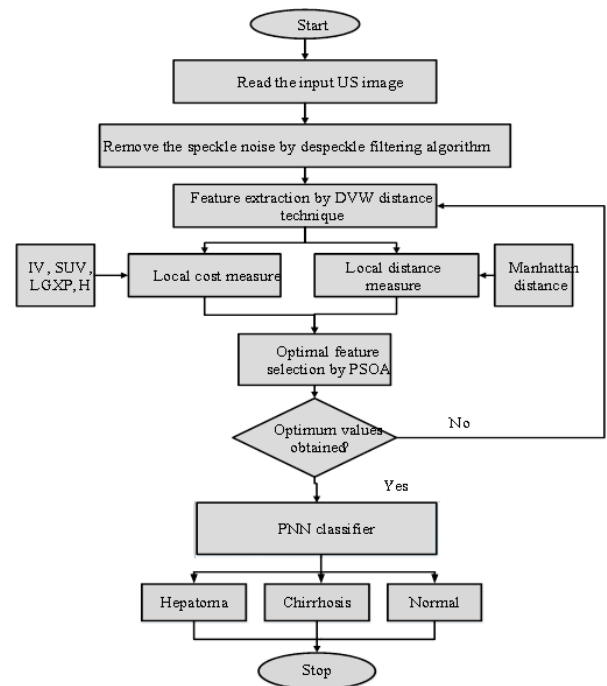 Start
Read the input US image
Remove the speckle noise by despeckle filtering algorithm
Feature extraction by DVW distance
technique
IV, SUV,
LGXP, H
Local cost measure
Local distance
measure
Manhattan
distance
Optimal feature
selection by PSOA
Optimum values
obtained?
No
Yes
PNN classifier
Hepatoma
Chirrhosis
Normal
Stop